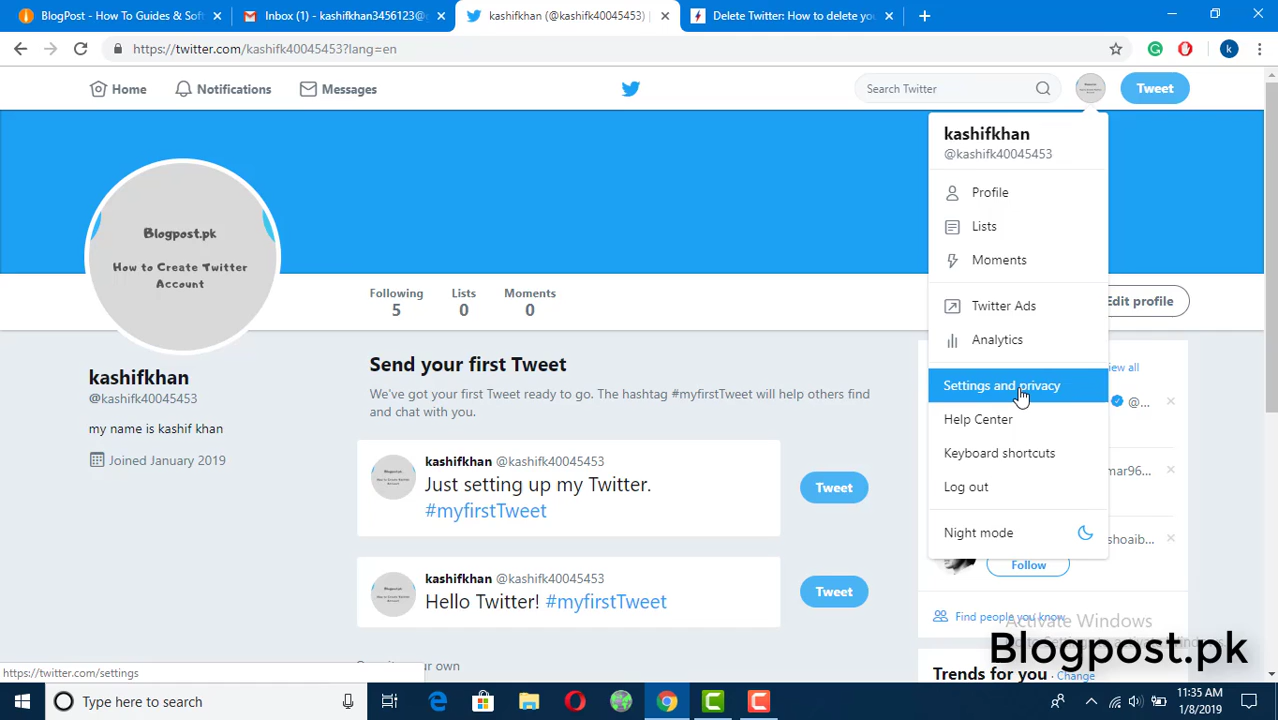 BlogPost - How To Guides & Sof
Inbox (1) - kashifkhan3456123@
kashifkhan (@kashifk40045453)
Delete Twitter: How to delete yo
https://twitter.com/kashifk40045453?lang=en
k
Home
Notifications
Messages
Search Twitter
Tweet
kashifkhan
@kashifk40045453
Profile
Lists
Moments
Twitter Ads
Analytics
Settings and privacy
Help Center
Keyboard shortcuts
Log out
Night mode
Blogpost.pk
How to Create Twitter
Account
Following
5
Lists
0
Moments
0
Edit profile
kashifkhan
@kashifk40045453
my name is kashif khan
Joined January 2019
Send your first Tweet
We've got your first Tweet ready to go. The hashtag #myfirstTweet will help others find
and chat with you.
kashifkhan @kashifk40045453
Just setting up my Twitter.
#myfirstTweet
Tweet
kashifkhan @kashifk40045453
Hello Twitter! #myfirstTweet
Tweet
your own
@...
mar96...
shoaib...
Follow
Find people you know
Activate Windows
Trends for you · Change
Blogpost.pk
https://twitter.com/settings
Type here to search
11:35 AM
1/8/2019